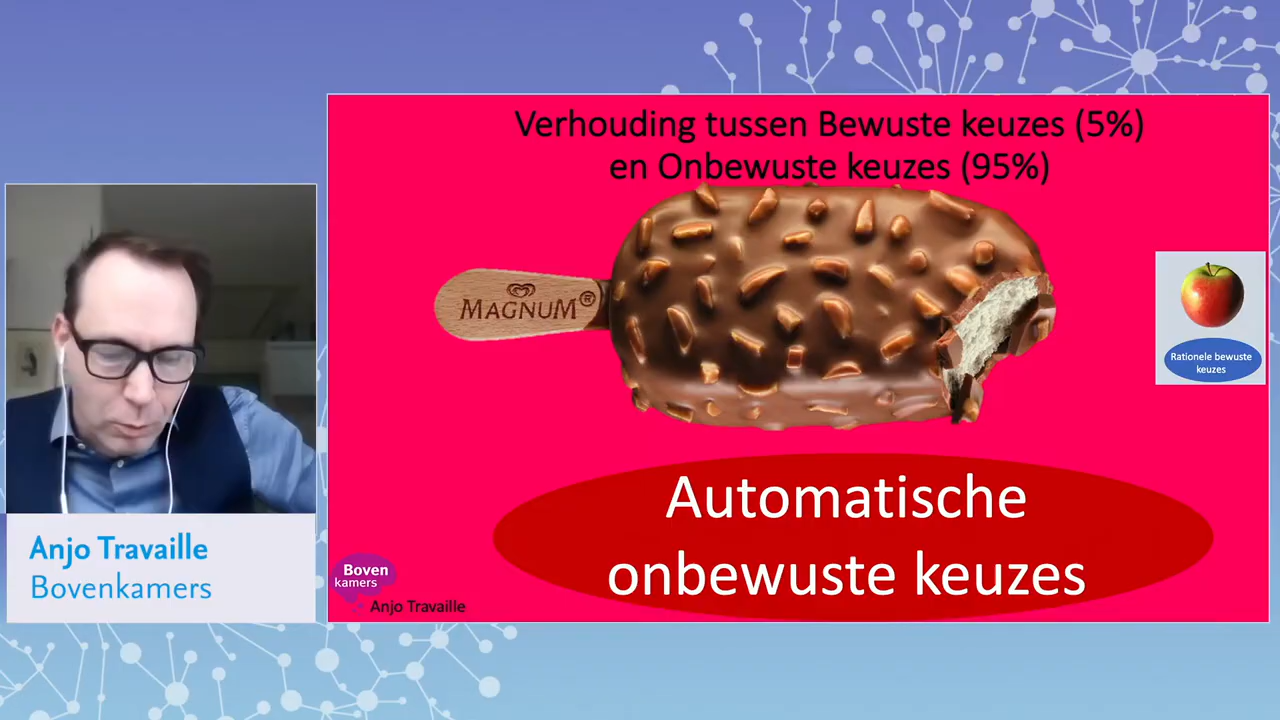 Verhouding tussen Bewuste keuzes (5%)
en Onbewuste keuzes (95%)
MAGNUM®
Rationele bewuste
keuzes
Automatische
onbewuste keuzes
Boven
kamers
Anjo Travaille
Anjo Travaille
Bovenkamers